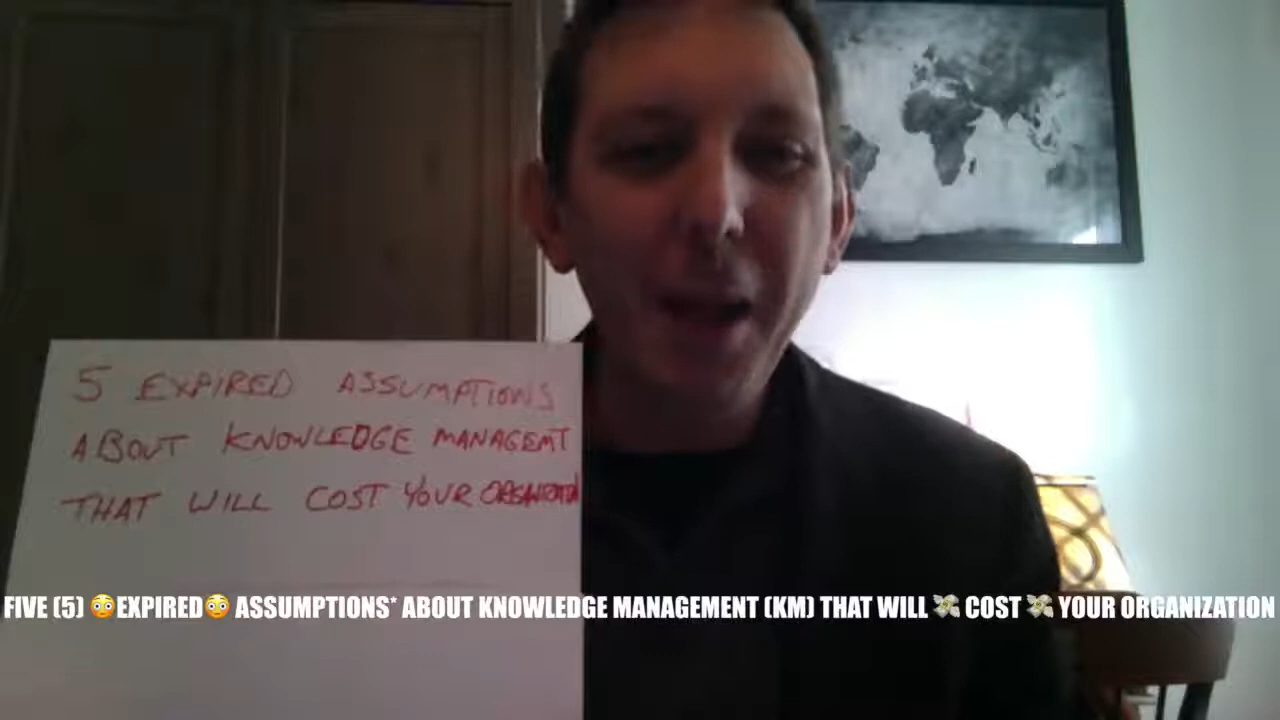 5 EXPIRED ASSUMPTIONS
ABOUT KNOWLEDGE MANAGEMT
THAT WILL COST YOUR
FIVE (5) 😳EXPIRED😳 ASSUMPTIONS* ABOUT KNOWLEDGE MANAGEMENT (KM) THAT WILL 💸 COST 💸 YOUR ORGANIZATION